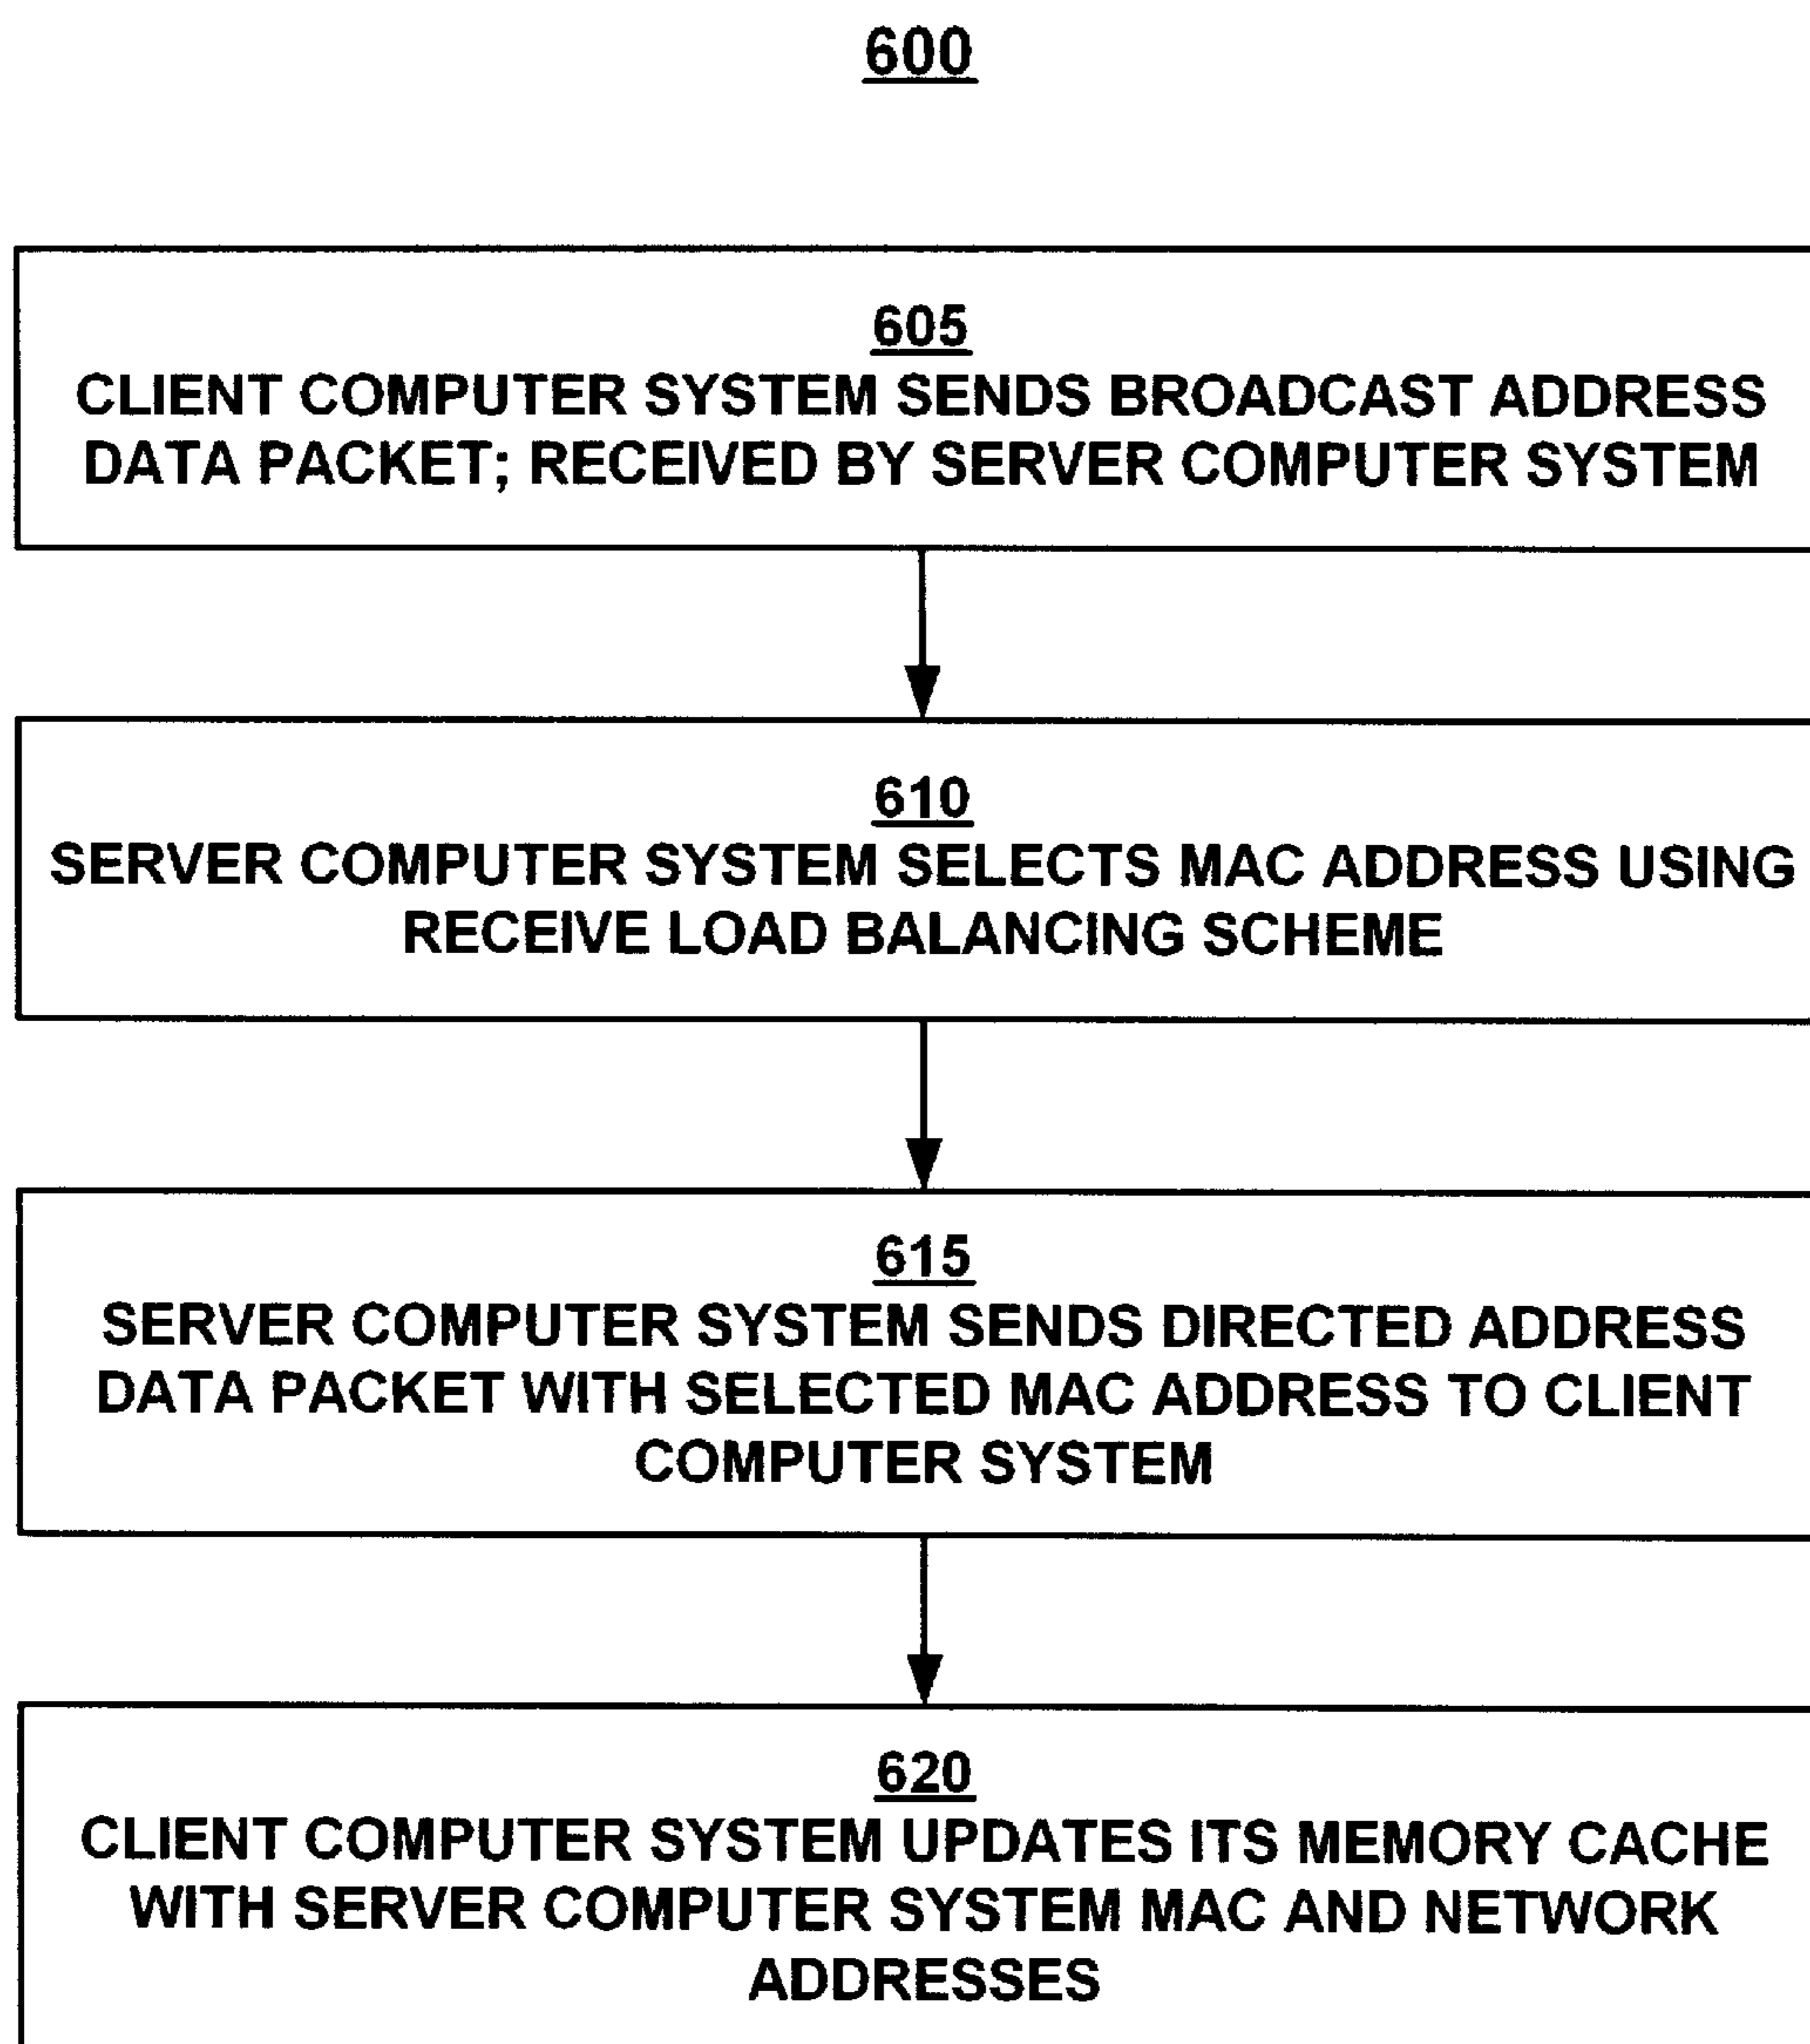 600
605
CLIENT COMPUTER SYSTEM SENDS BROADCAST ADDRESS
DATA PACKET; RECEIVED BY SERVER COMPUTER SYSTEM
610
SERVER COMPUTER SYSTEM SELECTS MAC ADDRESS USING
RECEIVE LOAD BALANCING SCHEME
615
SERVER COMPUTER SYSTEM SENDS DIRECTED ADDRESS
DATA PACKET WITH SELECTED MAC ADDRESS TO CLIENT
COMPUTER SYSTEM
620
CLIENT COMPUTER SYSTEM UPDATES ITS MEMORY CACHE
WITH SERVER COMPUTER SYSTEM MAC AND NETWORK
ADDRESSES